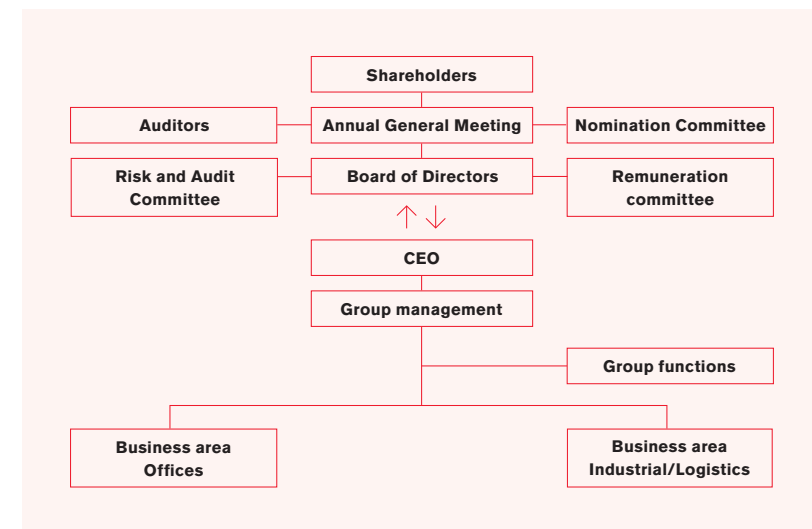 Shareholders
Auditors
Annual General Meeting
Nomination Committee
Risk and Audit
Committee
Board of Directors
Remuneration
committee
CEO
Group management
Group functions
Business area
Offices
Business area
Industrial/Logistics